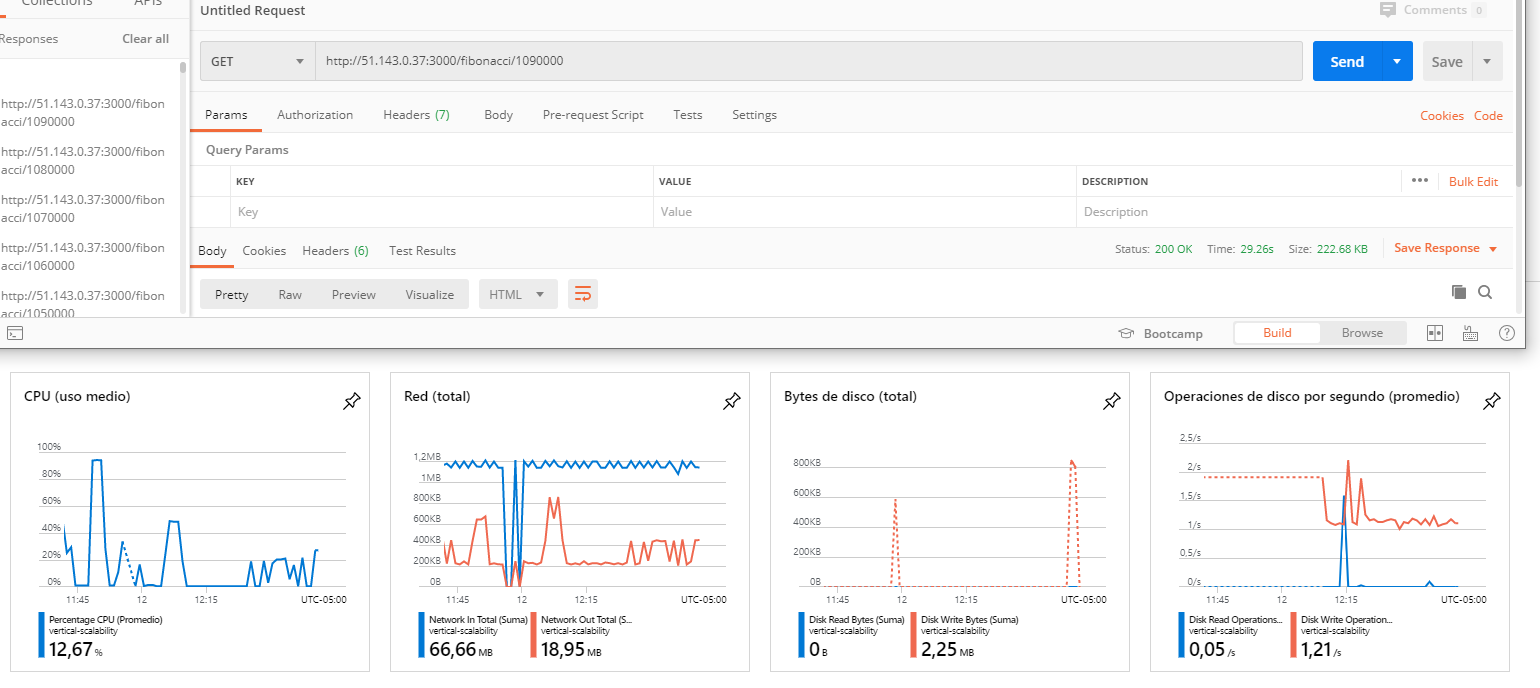 Collections APIs
Untitled Request
Comments 0
Responses Clear all
GET http://51.143.0.37:3000/fibonacci/1090000 Send Save
http://51.143.0.37:3000/fibon
acci/1090000
http://51.143.0.37:3000/fibon
acci/1080000
http://51.143.0.37:3000/fibon
acci/1070000
http://51.143.0.37:3000/fibon
acci/1060000
http://51.143.0.37:3000/fibon
acci/1050000
Params Authorization Headers (7) Body Pre-request Script Tests Settings Cookies Code
Query Params
KEY VALUE DESCRIPTION ••• Bulk Edit
Key Value Description
Body Cookies Headers (6) Test Results Status: 200 OK Time: 29.26s Size: 222.68 KB Save Response
Pretty Raw Preview Visualize HTML
Bootcamp Build Browse
CPU (uso medio)
100%
80%
60%
40%
20%
0%
11:45 12 12:15 UTC-05:00
Percentage CPU (Promedio)
vertical-scalability
12,67 %
Red (total)
1,2MB
1MB
800KB
600KB
400KB
200KB
0B
11:45 12 12:15 UTC-05:00
Network In Total (Suma)
vertical-scalability
66,66 MB
Network Out Total (S...
vertical-scalability
18,95 MB
Bytes de disco (total)
800KB
600KB
400KB
200KB
0B
11:45 12 12:15 UTC-05:00
Disk Read Bytes (Suma)
vertical-scalability
0 B
Disk Write Bytes (Suma)
vertical-scalability
2,25 MB
Operaciones de disco por segundo (promedio)
2,5/s
2/s
1,5/s
1/s
0,5/s
0/s
11:45 12 12:15 UTC-05:00
Disk Read Operations...
vertical-scalability
0,05 /s
Disk Write Operation...
vertical-scalability
1,21 /s